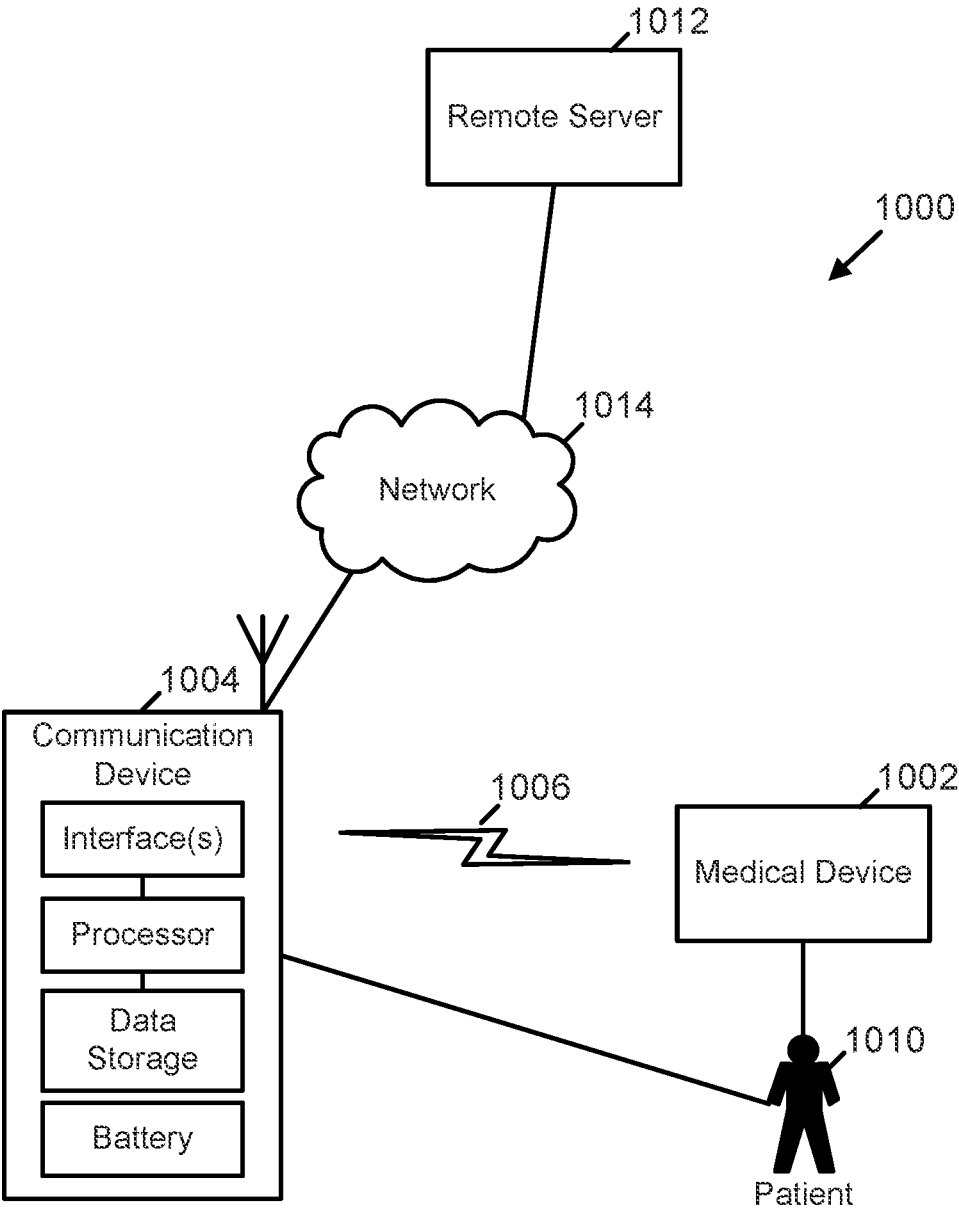 1012
Remote Server
1000
1014
Network
1004
Communication
Device
Interface(s)
Processor
Data
Storage
Battery
1006
1002
Medical Device
1010
Patient